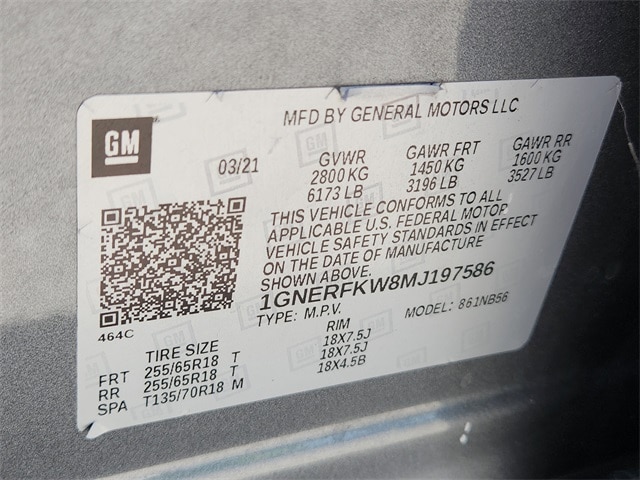 GM
MFD BY GENERAL MOTORS LLC
03/21
GVWR GAWR FRT GAWR RR
2800 KG 1450 KG 1600 KG
6173 LB 3196 LB 3527 LB
THIS VEHICLE CONFORMS TO ALL
APPLICABLE U.S. FEDERAL MOTOR
VEHICLE SAFETY STANDARDS IN EFFECT
ON THE DATE OF MANUFACTURE
SHOWN ABOVE.
1GNERFKW8MJ197586
TYPE: M.P.V. MODEL: 861NB56
464C
TIRE SIZE RIM
FRT 255/65R18 T 18X7.5J
RR 255/65R18 T 18X7.5J
SPA T135/70R18 M 18X4.5B